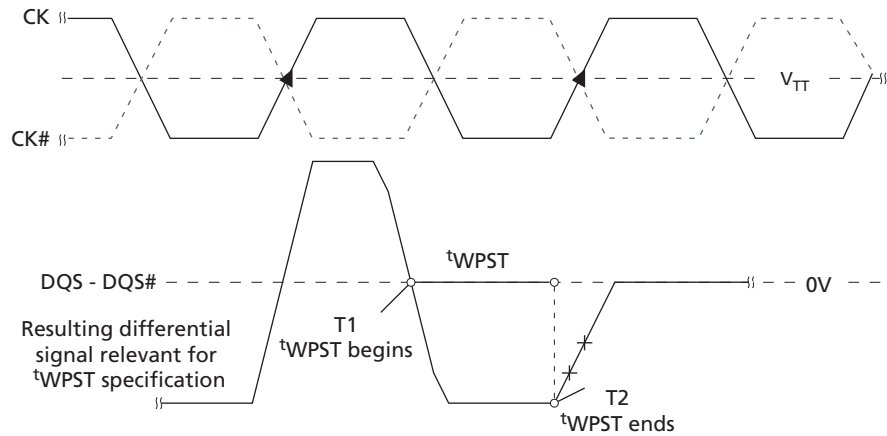 CK
V_TT
CK#
tWPST
DQS - DQS#
0V
Resulting differential
signal relevant for
tWPST specification
T1
tWPST begins
T2
tWPST ends